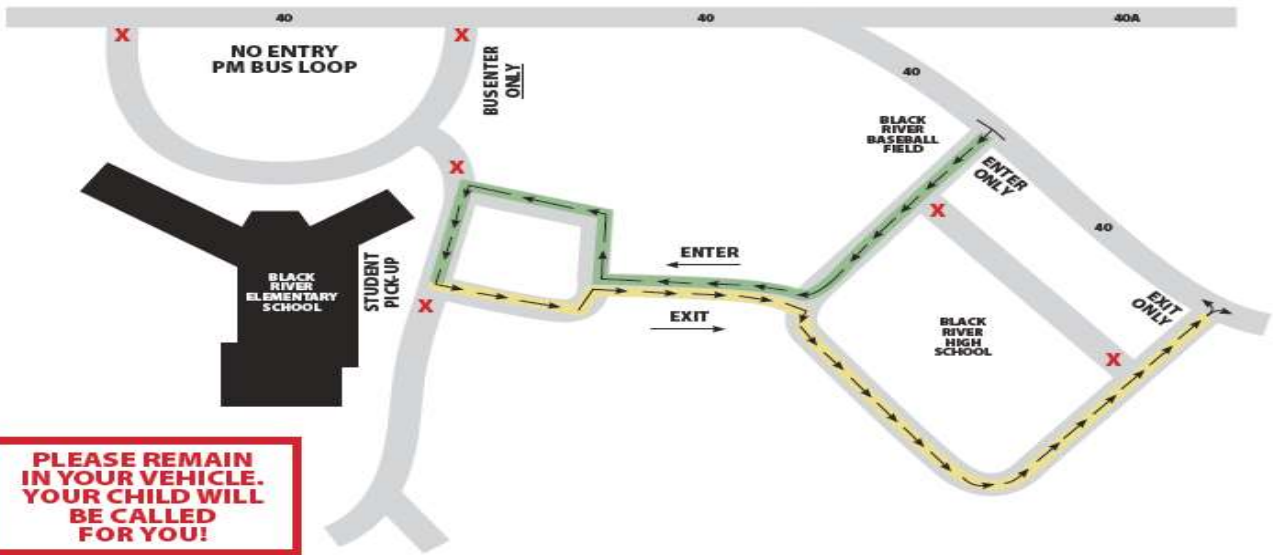 40
40
40A
X
X
NO ENTRY
PM BUS LOOP
BUS ENTER
ONLY
40
BLACK
RIVER
BASEBALL
FIELD
ENTER
ONLY
X
X
40
ENTER
BLACK
RIVER
ELEMENTARY
SCHOOL
STUDENT
PICK-UP
X
EXIT
EXIT
ONLY
BLACK
RIVER
HIGH
SCHOOL
X
PLEASE REMAIN
IN YOUR VEHICLE.
YOUR CHILD WILL
BE CALLED
FOR YOU!